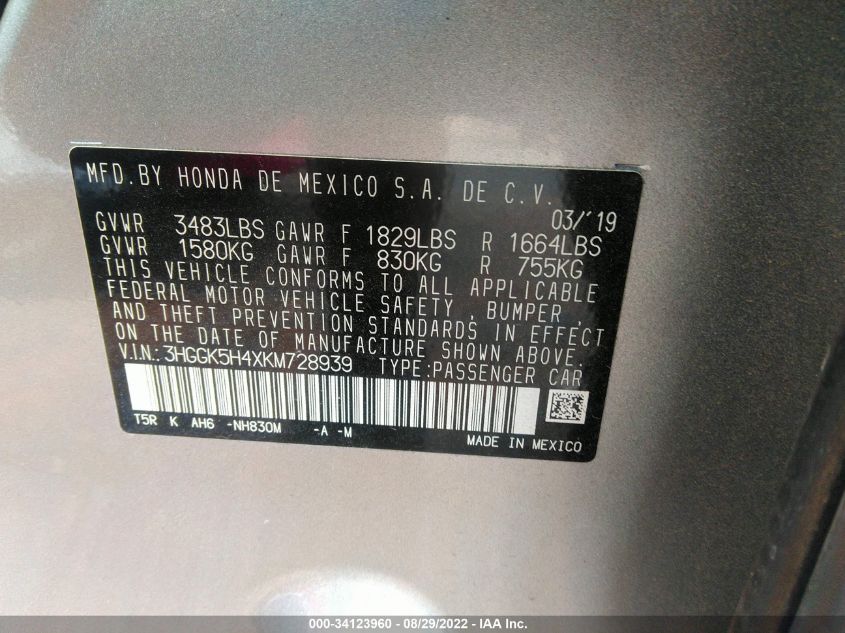 MFD.BY HONDA DE MEXICO S.A. DE C.V.
03/'19
GVWR 3483LBS GAWR F 1829LBS R 1664LBS
GVWR 1580KG GAWR F 830KG R 755KG
THIS VEHICLE CONFORMS TO ALL APPLICABLE
FEDERAL MOTOR VEHICLE SAFETY, BUMPER,
AND THEFT PREVENTION STANDARDS IN EFFECT
ON THE DATE OF MANUFACTURE SHOWN ABOVE.
V.I.N.: 3HGGK5H4XKM728939 TYPE:PASSENGER CAR
T5R K AH6 -NH830M -A -M
MADE IN MEXICO
000-34123960 - 08/29/2022 - IAA Inc.